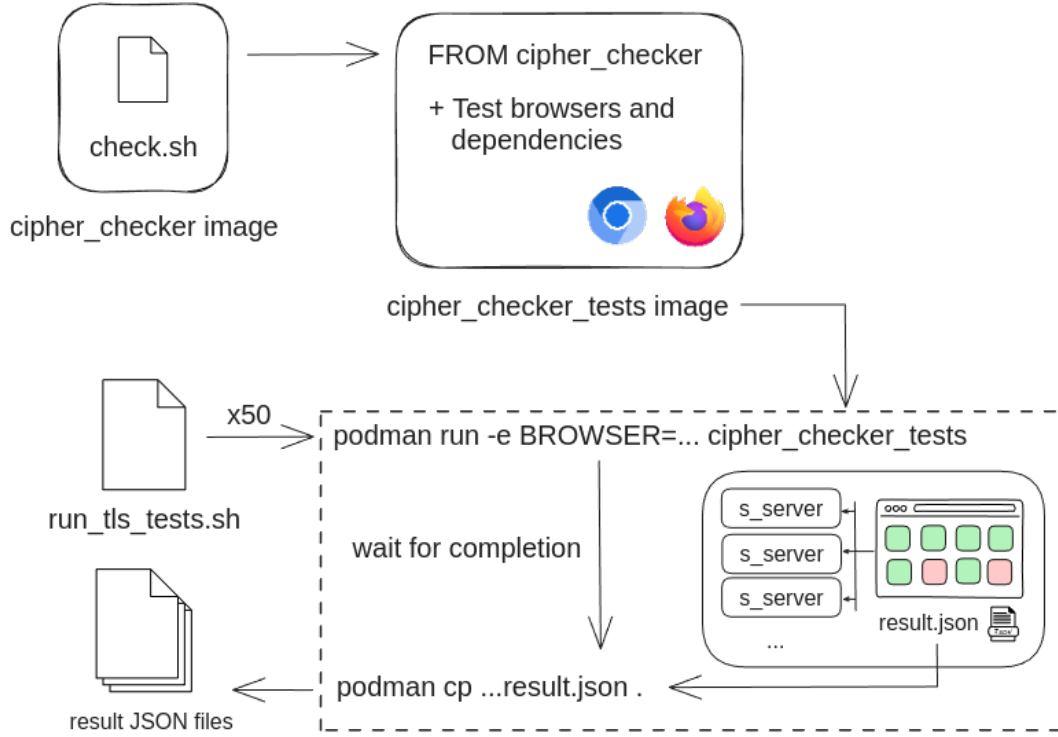 check.sh
cipher_checker image
FROM cipher_checker
+ Test browsers and
dependencies
cipher_checker_tests image
run_tls_tests.sh
x50
podman run -e BROWSER=... cipher_checker_tests
wait for completion
s_server
s_server
s_server
...
result.json
podman cp ...result.json .
result JSON files